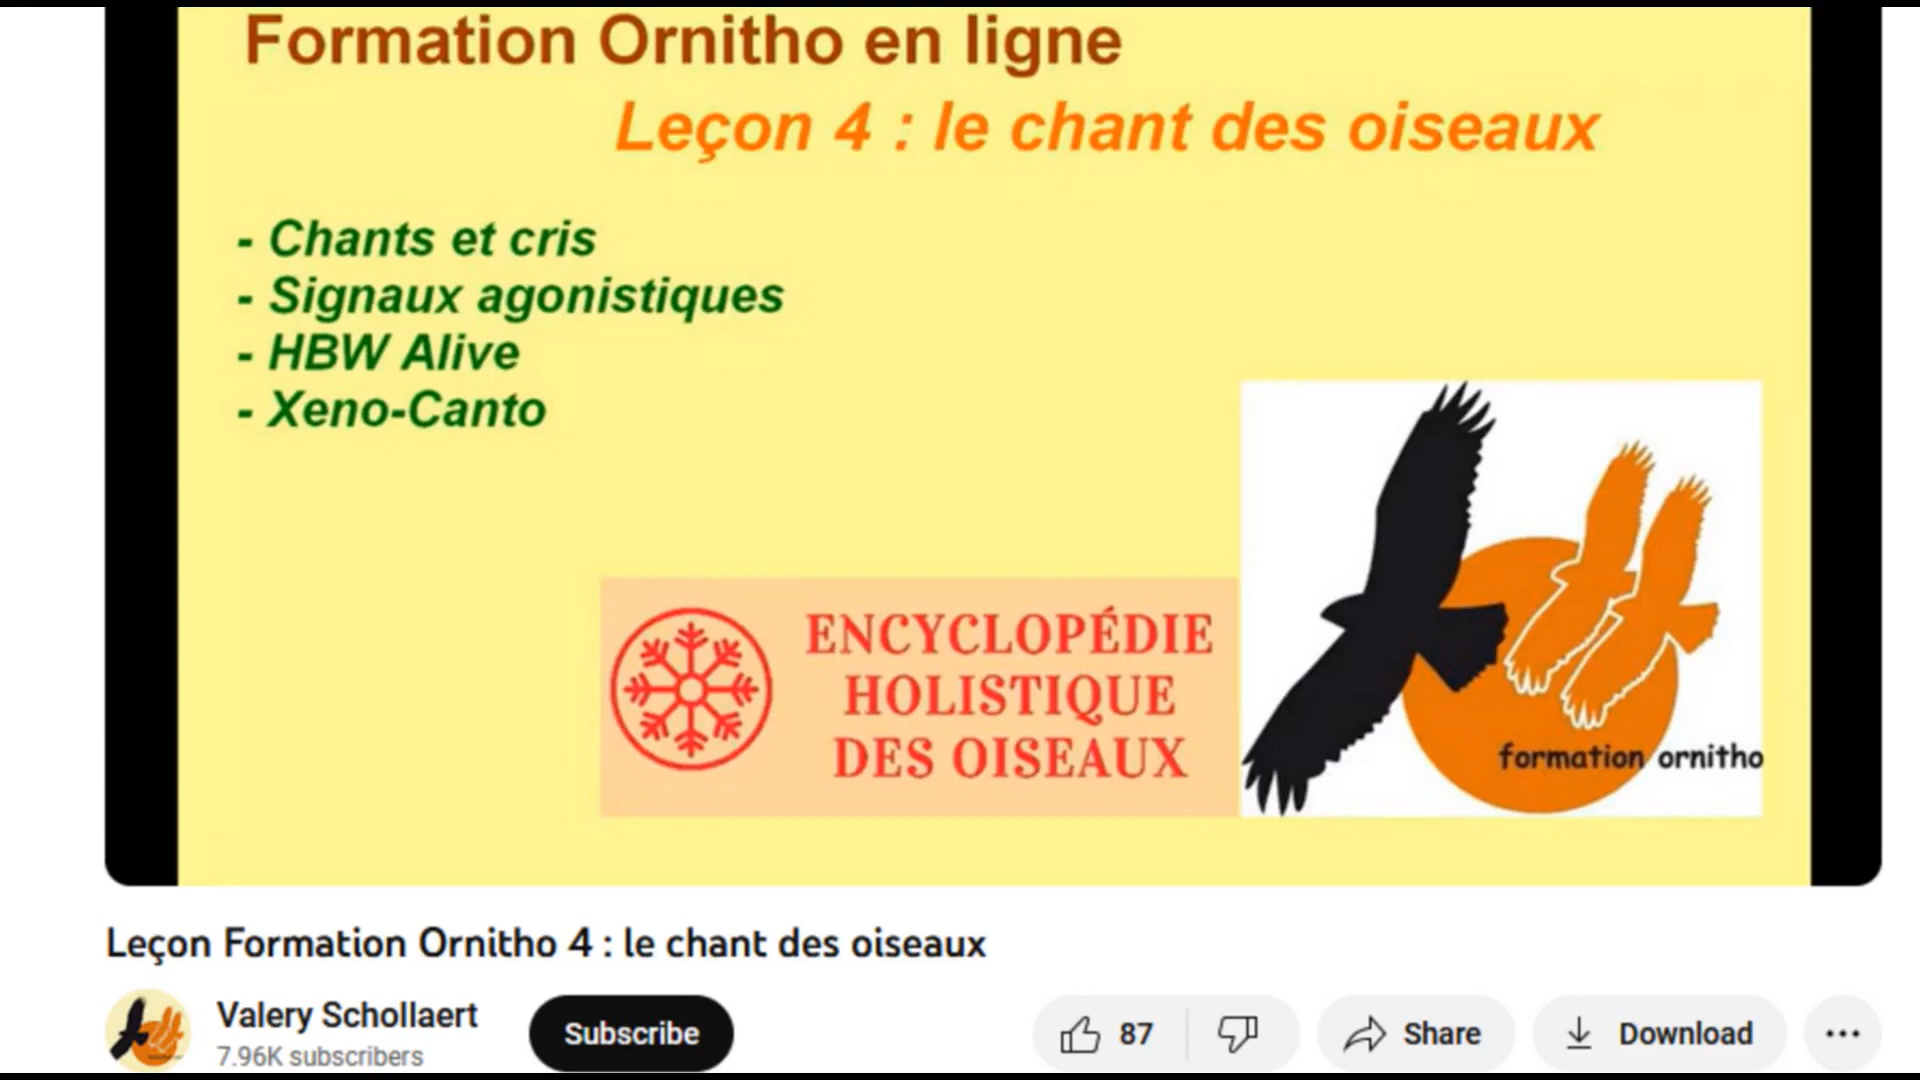 Formation Ornitho en ligne
Leçon 4 : le chant des oiseaux
- Chants et cris
- Signaux agonistiques
- HBW Alive
- Xeno-Canto
ENCYCLOPÉDIE
HOLISTIQUE
DES OISEAUX
formation ornitho
Leçon Formation Ornitho 4 : le chant des oiseaux
Valery Schollaert
7.96K subscribers
Subscribe
87
Share
Download